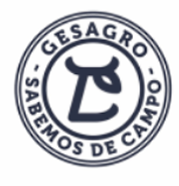 GESAGRO
- SABEMOS DE CAMPO -